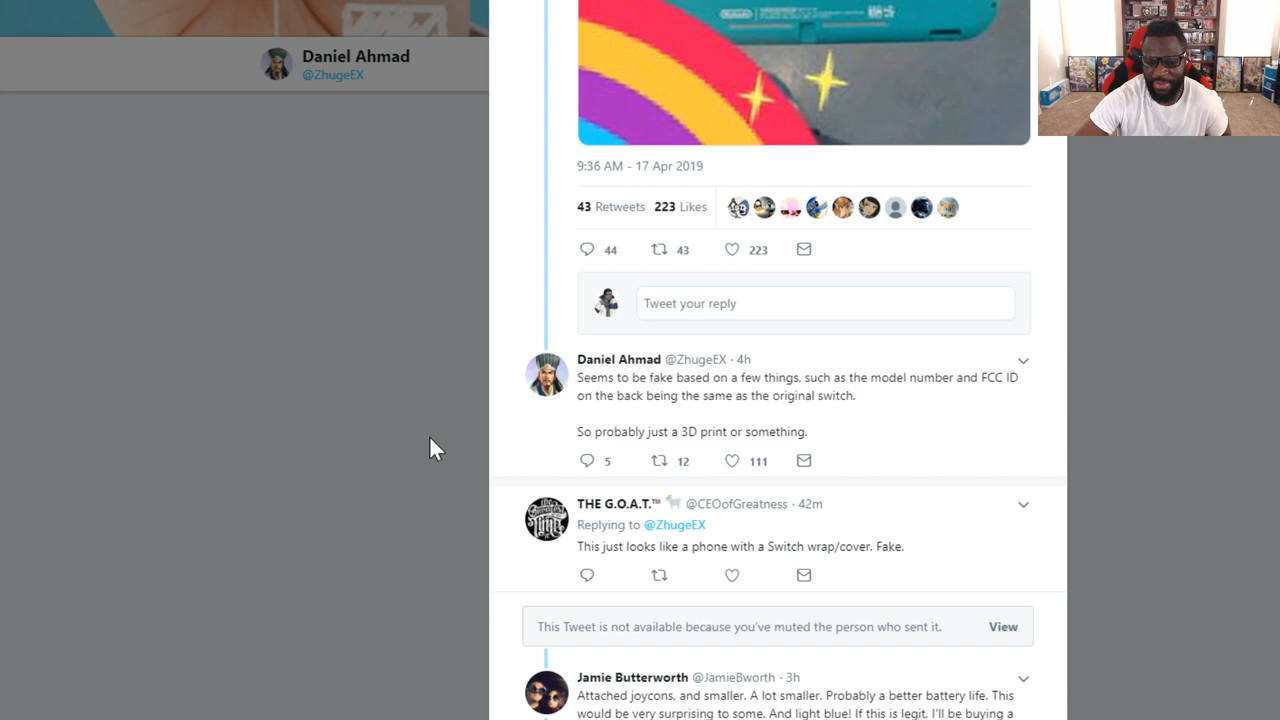 Daniel Ahmad
@ZhugeEX
Nintendo
9:36 AM - 17 Apr 2019
43 Retweets 223 Likes
44 43 223
Tweet your reply
Daniel Ahmad @ZhugeEX · 4h
Seems to be fake based on a few things, such as the model number and FCC ID
on the back being the same as the original switch.
So probably just a 3D print or something.
5 12 111
THE G.O.A.T.™ 🐐 @CEOofGreatness · 42m
Replying to @ZhugeEX
This just looks like a phone with a Switch wrap/cover. Fake.
This Tweet is not available because you've muted the person who sent it. View
Jamie Butterworth @JamieBworth · 3h
Attached joycons, and smaller. A lot smaller. Probably a better battery life. This
would be very surprising to some. And light blue! If this is legit, I'll be buying a